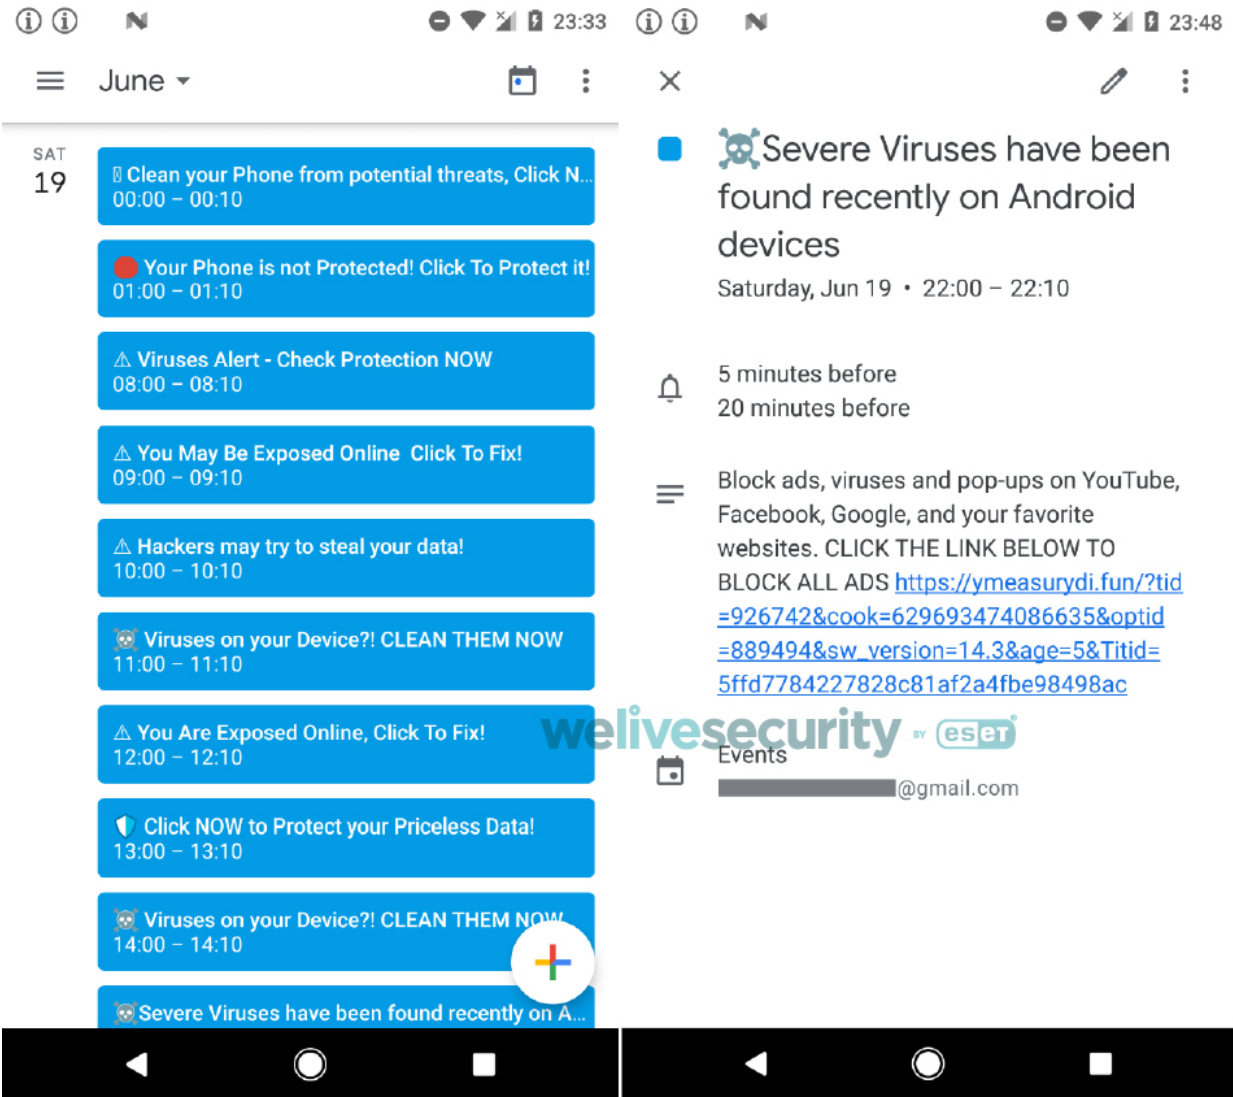 23:33
June
SAT
19
Clean your Phone from potential threats, Click N...
00:00 – 00:10
Your Phone is not Protected! Click To Protect it!
01:00 – 01:10
⚠ Viruses Alert - Check Protection NOW
08:00 – 08:10
⚠ You May Be Exposed Online  Click To Fix!
09:00 – 09:10
⚠ Hackers may try to steal your data!
10:00 – 10:10
☠ Viruses on your Device?! CLEAN THEM NOW
11:00 – 11:10
⚠ You Are Exposed Online, Click To Fix!
12:00 – 12:10
Click NOW to Protect your Priceless Data!
13:00 – 13:10
☠ Viruses on your Device?! CLEAN THEM NOW
14:00 – 14:10
☠Severe Viruses have been found recently on A...
23:48
☠Severe Viruses have been
found recently on Android
devices
Saturday, Jun 19 • 22:00 – 22:10
5 minutes before
20 minutes before
Block ads, viruses and pop-ups on YouTube,
Facebook, Google, and your favorite
websites. CLICK THE LINK BELOW TO
BLOCK ALL ADS https://ymeasurydi.fun/?tid
=926742&cook=629693474086635&optid
=889494&sw_version=14.3&age=5&Titid=
5ffd7784227828c81af2a4fbe98498ac
welivesecurity BY eseT
Events
@gmail.com